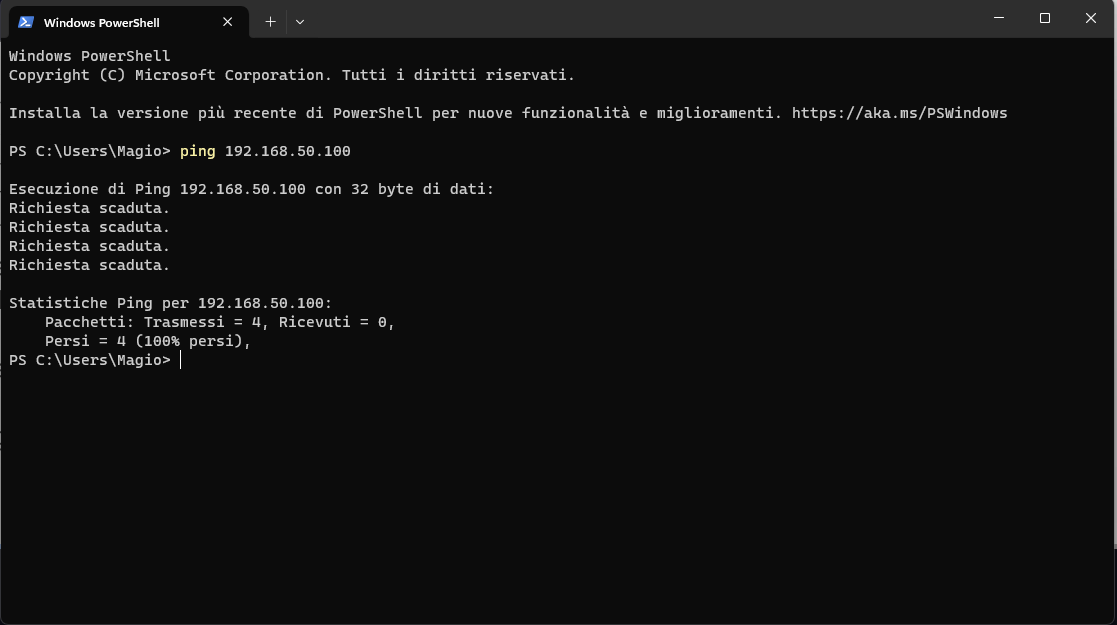 Windows PowerShell
Windows PowerShell
Copyright (C) Microsoft Corporation. Tutti i diritti riservati.
Installa la versione più recente di PowerShell per nuove funzionalità e miglioramenti. https://aka.ms/PSWindows
PS C:\Users\Magio> ping 192.168.50.100
Esecuzione di Ping 192.168.50.100 con 32 byte di dati:
Richiesta scaduta.
Richiesta scaduta.
Richiesta scaduta.
Richiesta scaduta.
Statistiche Ping per 192.168.50.100:
    Pacchetti: Trasmessi = 4, Ricevuti = 0,
    Persi = 4 (100% persi),
PS C:\Users\Magio>